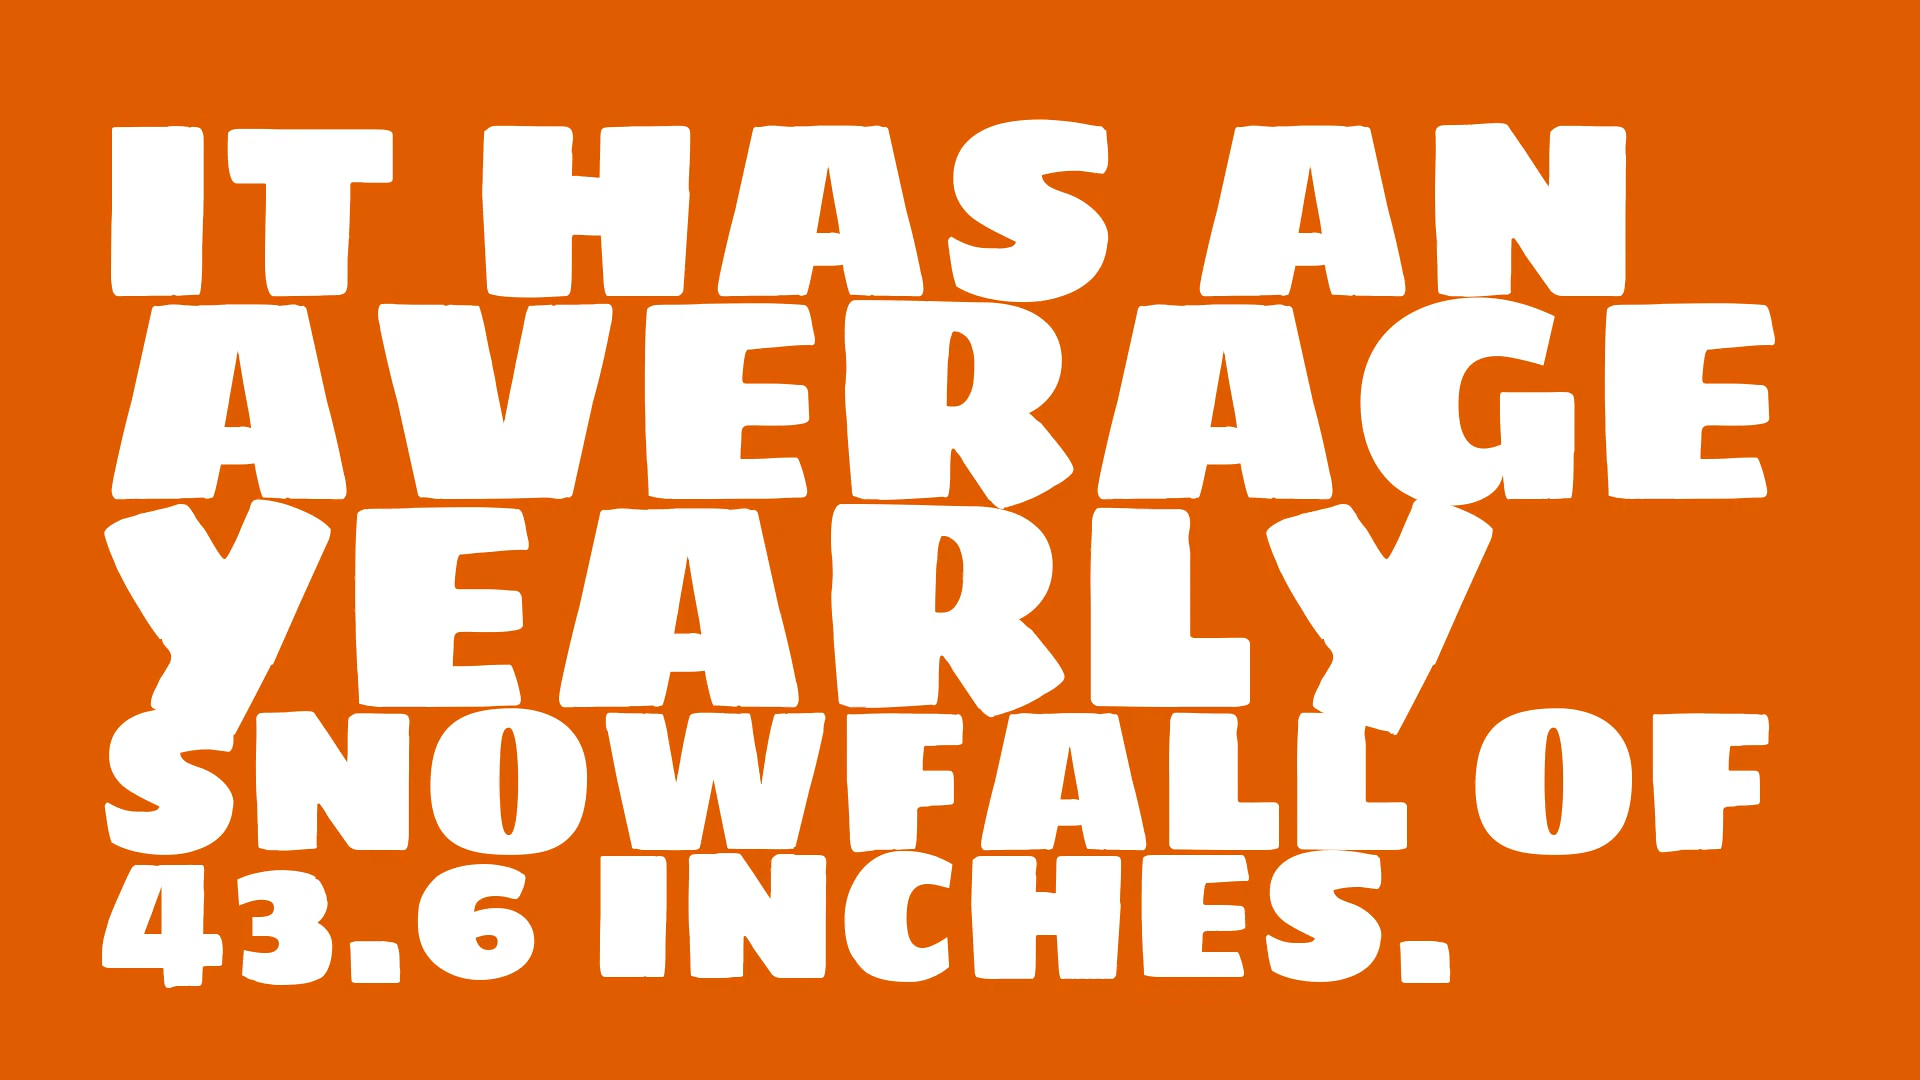 IT HAS AN
AVERAGE
YEARLY
SNOWFALL OF
43.6 INCHES.